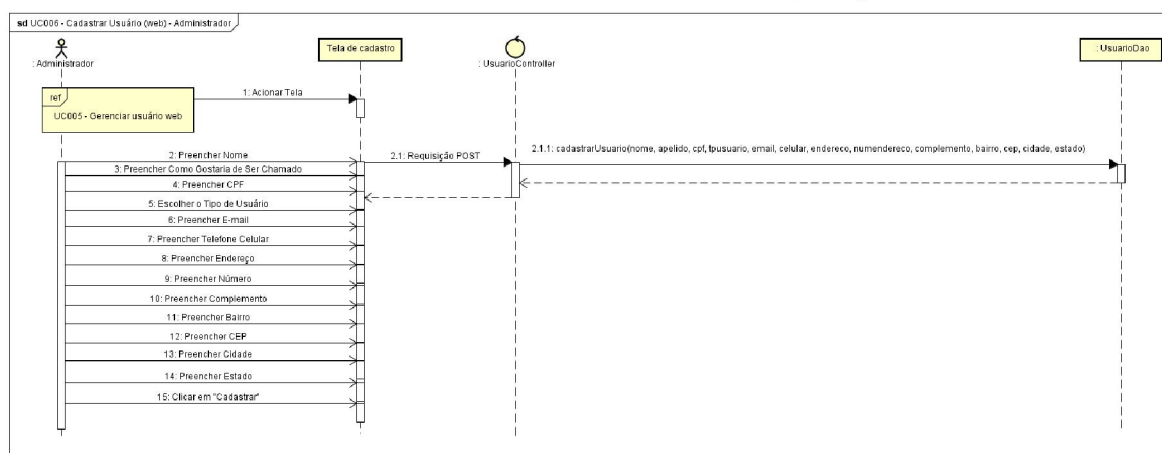 sd UC006 - Cadastrar Usuário (web) - Administrador
: Administrador
Tela de cadastro
: UsuarioController
: UsuarioDao
ref
UC005 - Gerenciar usuário web
1: Acionar Tela
2: Preencher Nome
2.1: Requisição POST
2.1.1: cadastrarUsuario(nome, apelido, cpf, tpusuario, email, celular, endereco, numendereco, complemento, bairro, cep, cidade, estado)
3: Preencher Como Gostaria de Ser Chamado
4: Preencher CPF
5: Escolher o Tipo de Usuário
6: Preencher E-mail
7: Preencher Telefone Celular
8: Preencher Endereço
9: Preencher Número
10: Preencher Complemento
11: Preencher Bairro
12: Preencher CEP
13: Preencher Cidade
14: Preencher Estado
15: Clicar em "Cadastrar"